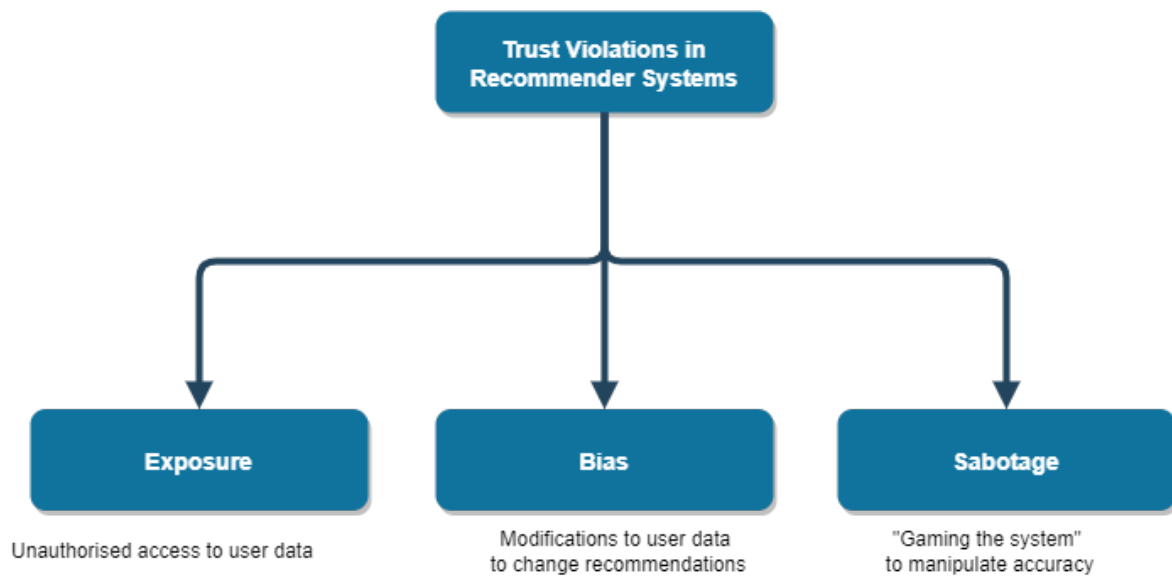 Trust Violations in
Recommender Systems
Exposure
Bias
Sabotage
Unauthorised access to user data
Modifications to user data
to change recommendations
"Gaming the system"
to manipulate accuracy